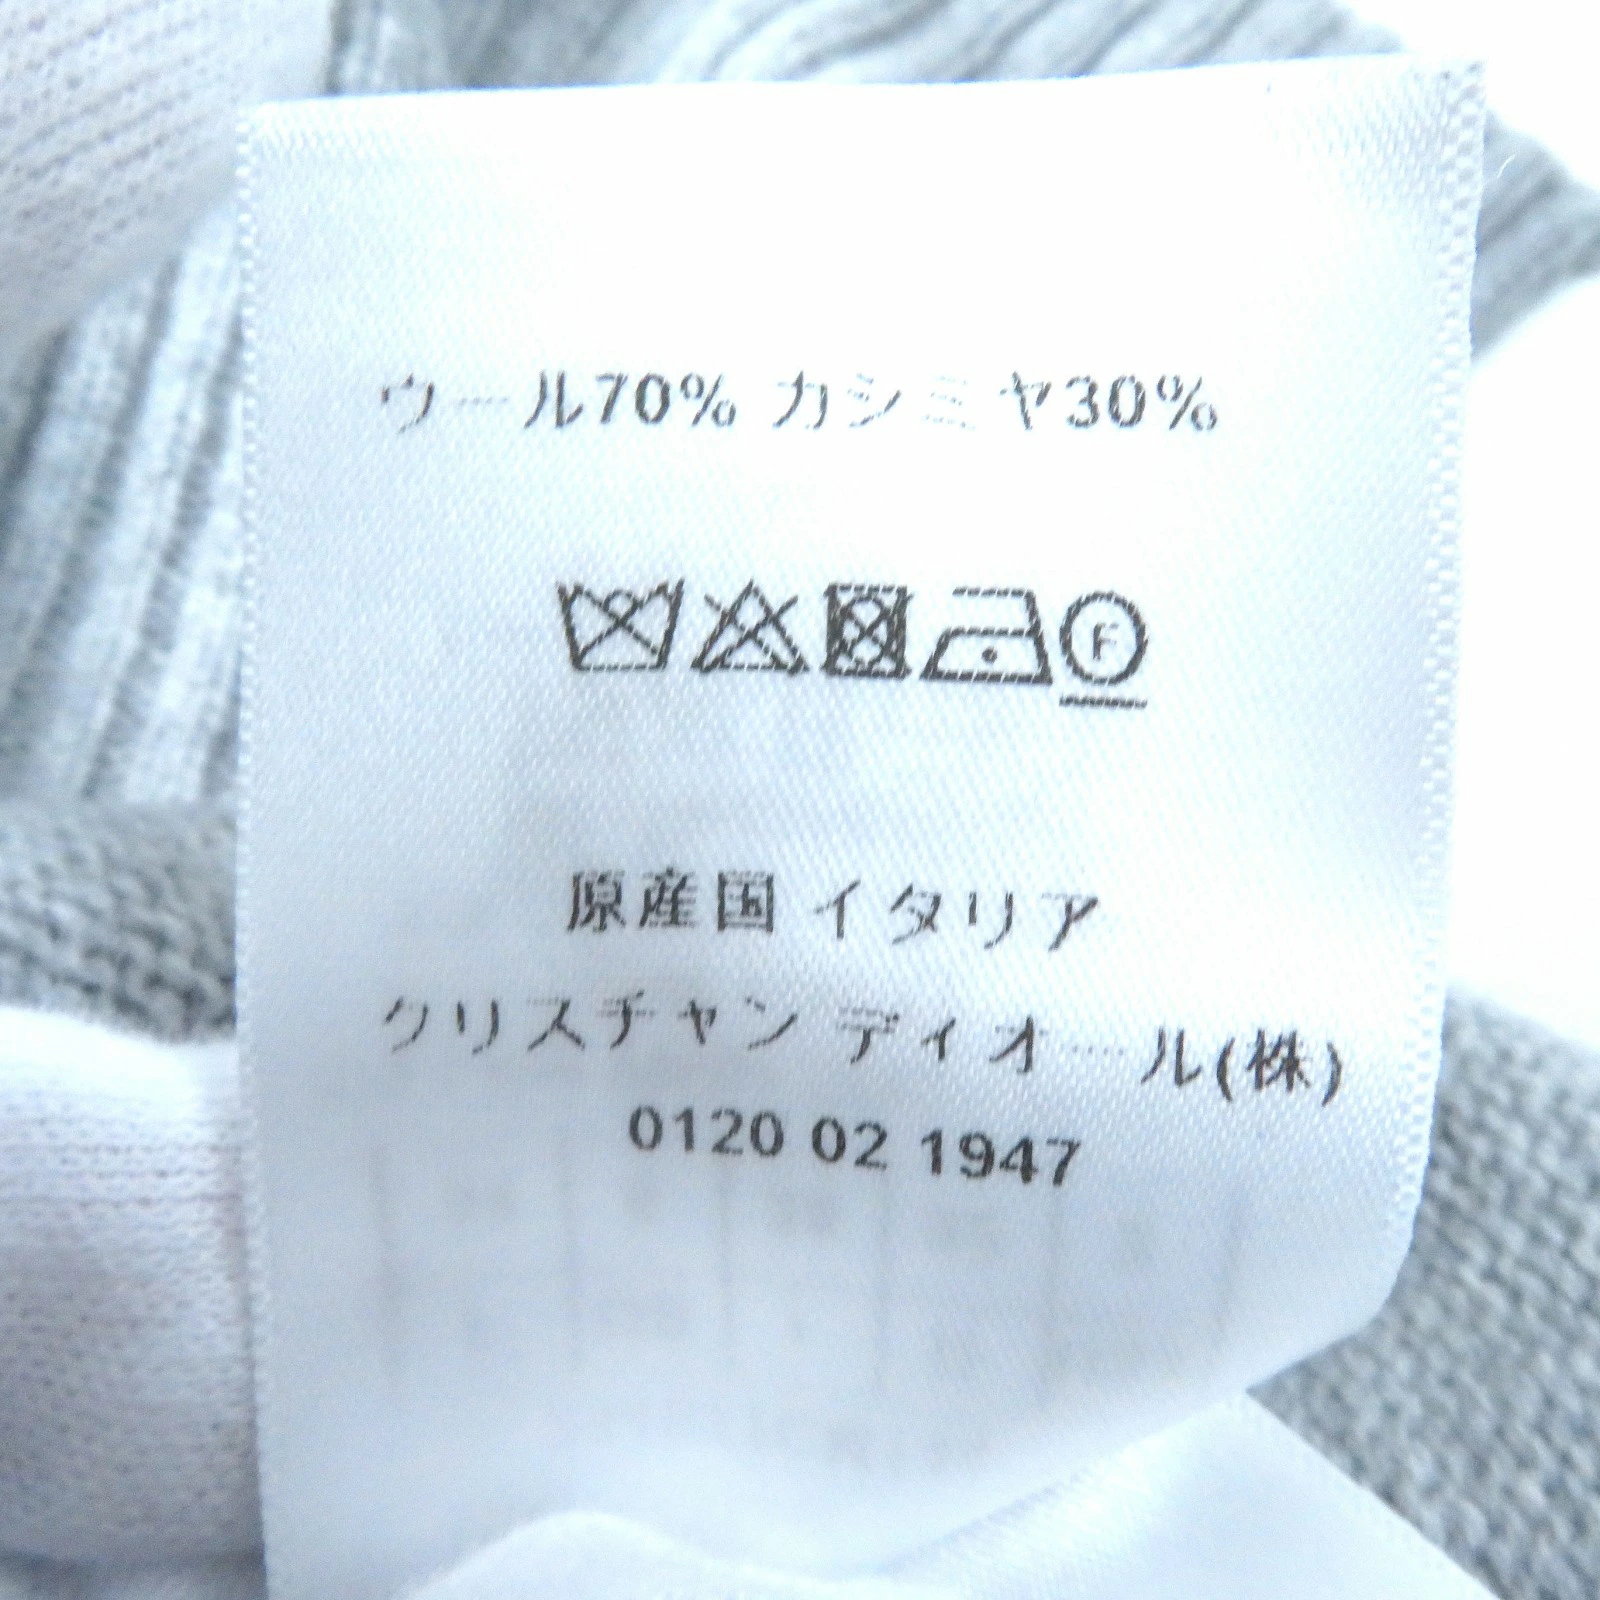 ウール70% カシミヤ30%
F
原産国 イタリア
クリスチャン ディオール(株)
0120 02 1947